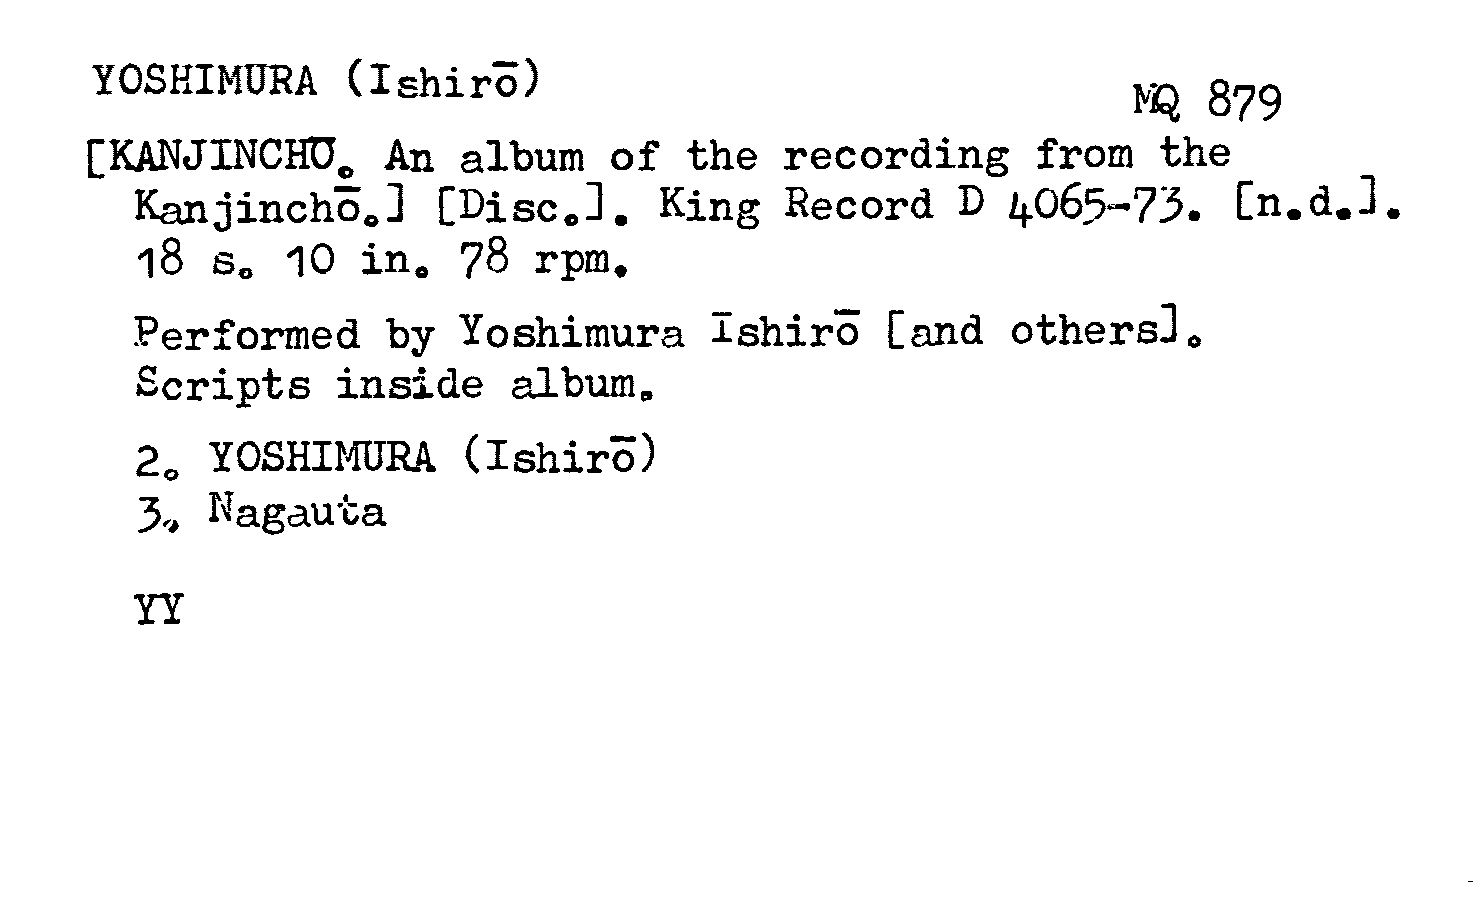 YOSHIMURA (Ishirō)
MQ 879
[KANJINCHŌ. An album of the recording from the
Kanjinchō.] [Disc.]. King Record D 4065-73. [n.d.].
18 s. 10 in. 78 rpm.
Performed by Yoshimura Ishirō [and others].
Scripts inside album.
2. YOSHIMURA (Ishirō)
3. Nagauta
YY